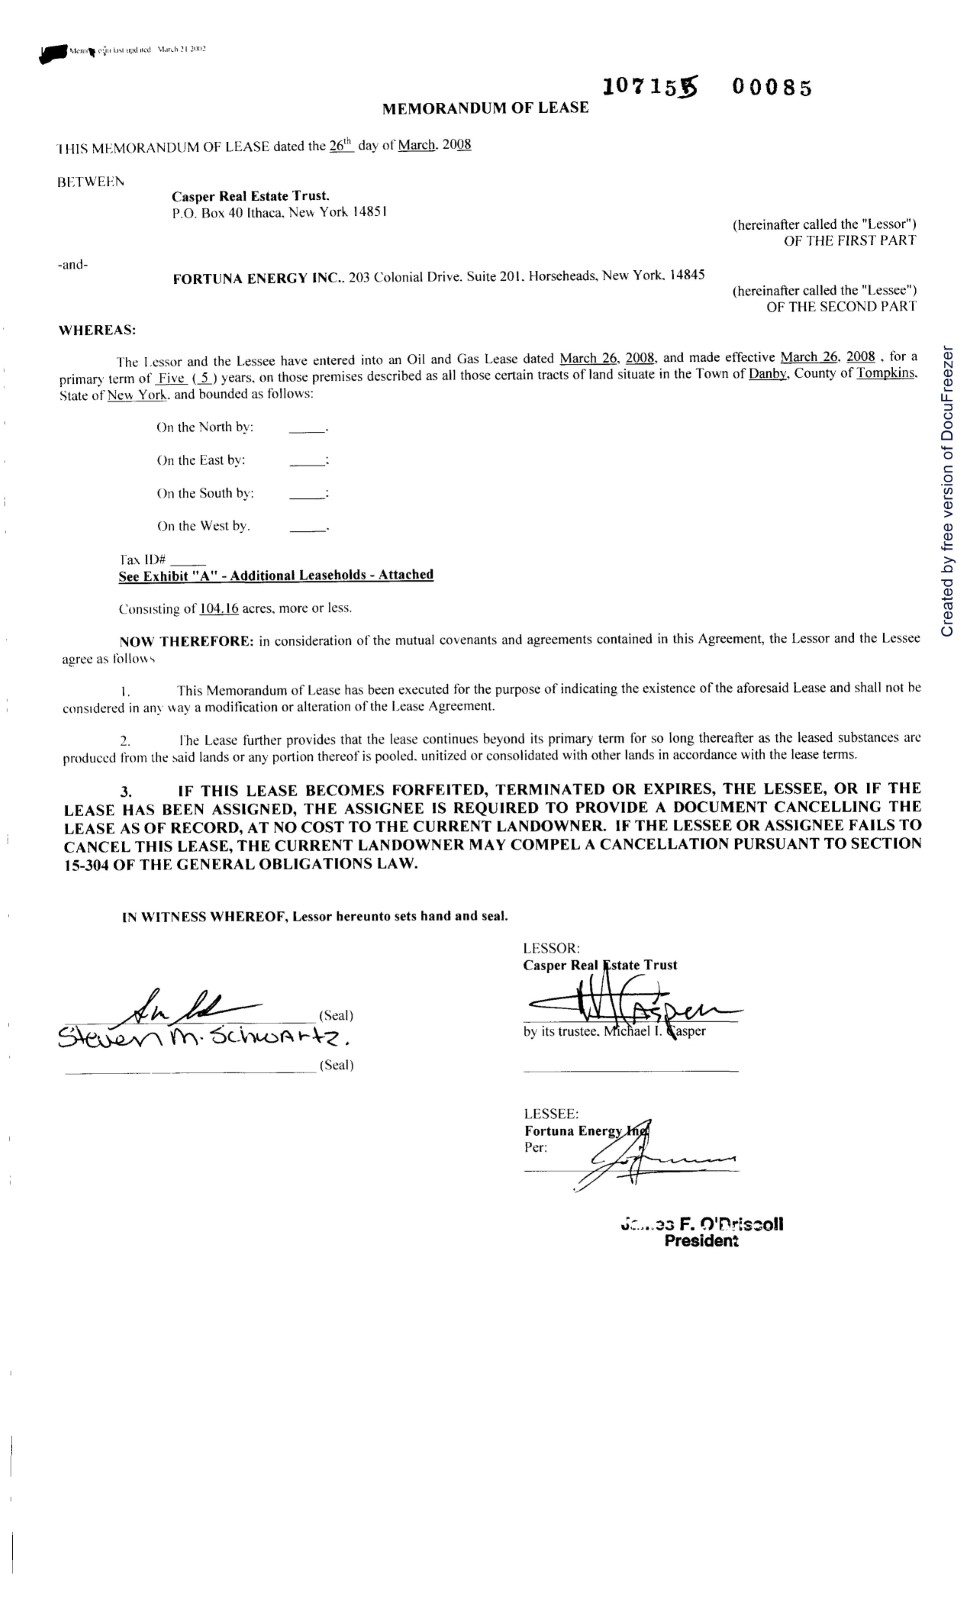 last updated March 21 2002
107155 00085
MEMORANDUM OF LEASE
THIS MEMORANDUM OF LEASE dated the 26th day of March, 2008
BETWEEN
Casper Real Estate Trust.
P.O. Box 40 Ithaca, New York 14851
(hereinafter called the "Lessor")
OF THE FIRST PART
-and-
FORTUNA ENERGY INC., 203 Colonial Drive, Suite 201, Horseheads, New York, 14845
(hereinafter called the "Lessee")
OF THE SECOND PART
WHEREAS:
The Lessor and the Lessee have entered into an Oil and Gas Lease dated March 26, 2008, and made effective March 26, 2008 , for a
primary term of Five ( 5 ) years, on those premises described as all those certain tracts of land situate in the Town of Danby, County of Tompkins,
State of New York, and bounded as follows:
On the North by: _____.
On the East by: _____:
On the South by: _____:
On the West by. _____.
Tax ID# _____
See Exhibit "A" - Additional Leaseholds - Attached
Consisting of 104.16 acres, more or less.
NOW THEREFORE: in consideration of the mutual covenants and agreements contained in this Agreement, the Lessor and the Lessee
agree as follows
1. This Memorandum of Lease has been executed for the purpose of indicating the existence of the aforesaid Lease and shall not be
considered in any way a modification or alteration of the Lease Agreement.
2. The Lease further provides that the lease continues beyond its primary term for so long thereafter as the leased substances are
produced from the said lands or any portion thereof is pooled, unitized or consolidated with other lands in accordance with the lease terms.
3. IF THIS LEASE BECOMES FORFEITED, TERMINATED OR EXPIRES, THE LESSEE, OR IF THE
LEASE HAS BEEN ASSIGNED, THE ASSIGNEE IS REQUIRED TO PROVIDE A DOCUMENT CANCELLING THE
LEASE AS OF RECORD, AT NO COST TO THE CURRENT LANDOWNER. IF THE LESSEE OR ASSIGNEE FAILS TO
CANCEL THIS LEASE, THE CURRENT LANDOWNER MAY COMPEL A CANCELLATION PURSUANT TO SECTION
15-304 OF THE GENERAL OBLIGATIONS LAW.
IN WITNESS WHEREOF, Lessor hereunto sets hand and seal.
LESSOR:
Casper Real Estate Trust
Casper
(Seal)
by its trustee, Michael I. Casper
Steven M. Schwartz.
(Seal)
LESSEE:
Fortuna Energy Inc.
Per:
James F. O'Driscoll
President
Created by free version of DocuFreezer